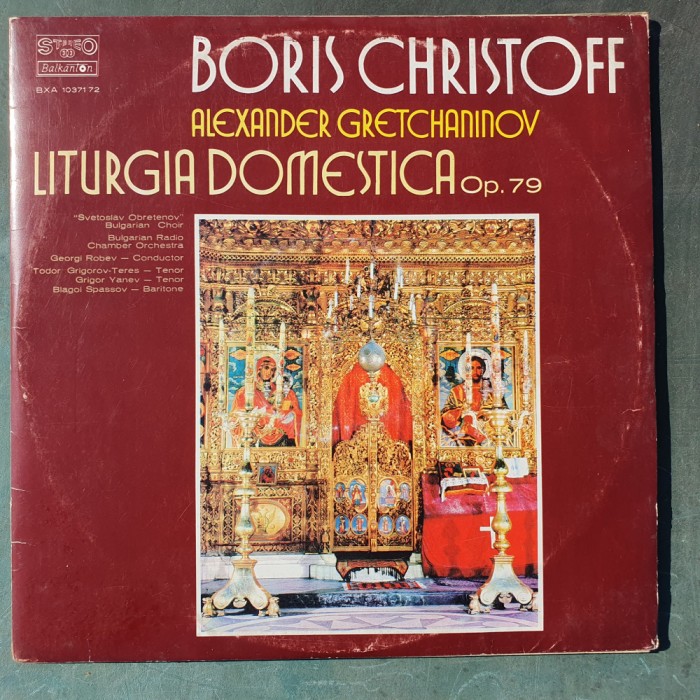 STEREO
33
Balkanton
BXA 1037172
BORIS CHRISTOFF
ALEXANDER GRETCHANINOV
LITURGIA DOMESTICA Op. 79
"Svetoslav Obretenov"
Bulgarian Choir
Bulgarian Radio
Chamber Orchestra
Georgi Robev — Conductor
Todor Grigorov-Teres — Tenor
Grigor Yanev — Tenor
Blagoi Spassov — Baritone